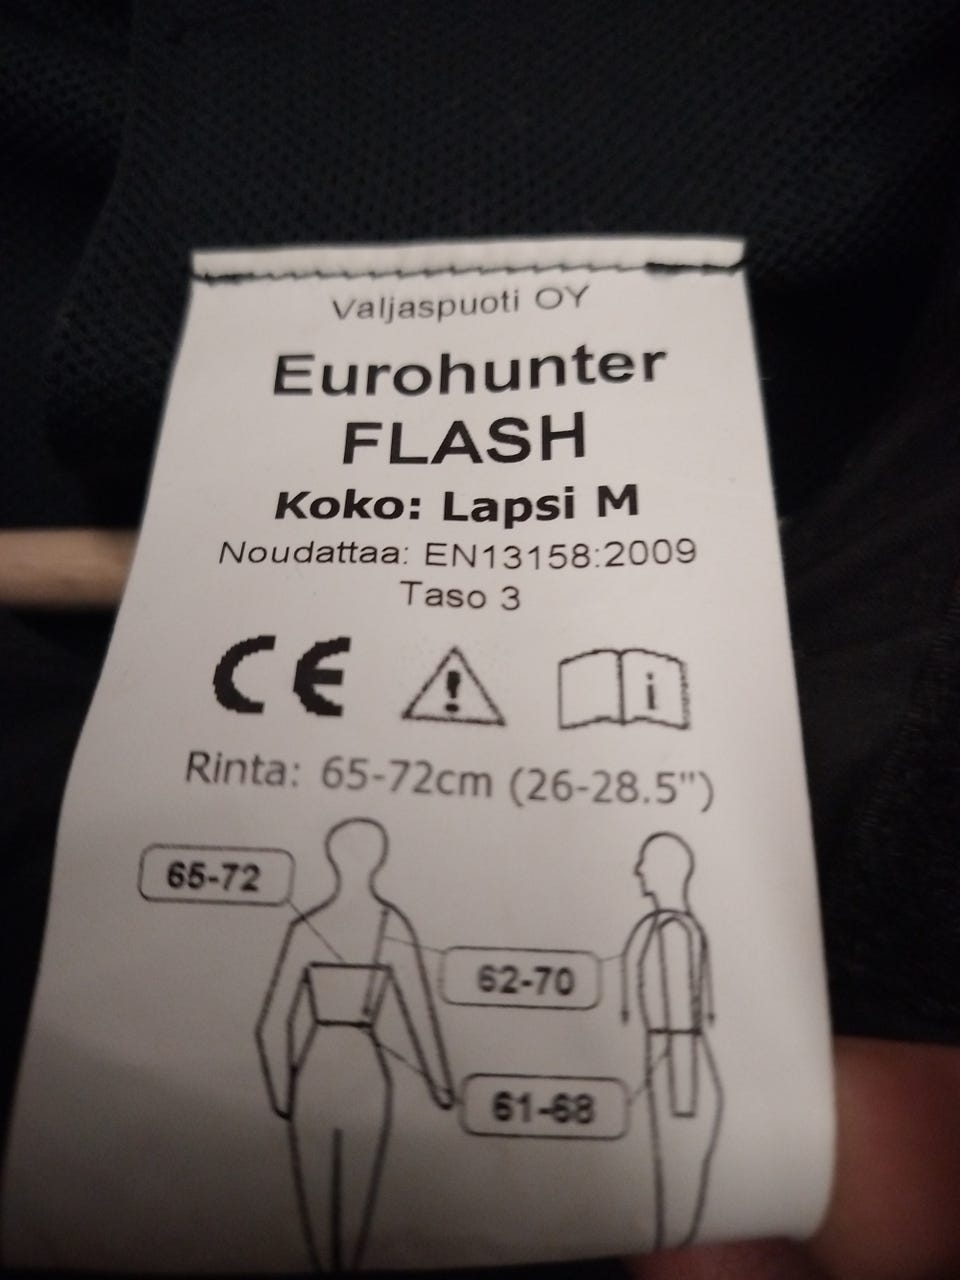 Valjaspuoti OY
Eurohunter
FLASH
Koko: Lapsi M
Noudattaa: EN13158:2009
Taso 3
CE
!
i
Rinta: 65-72cm (26-28.5")
65-72
62-70
61-68